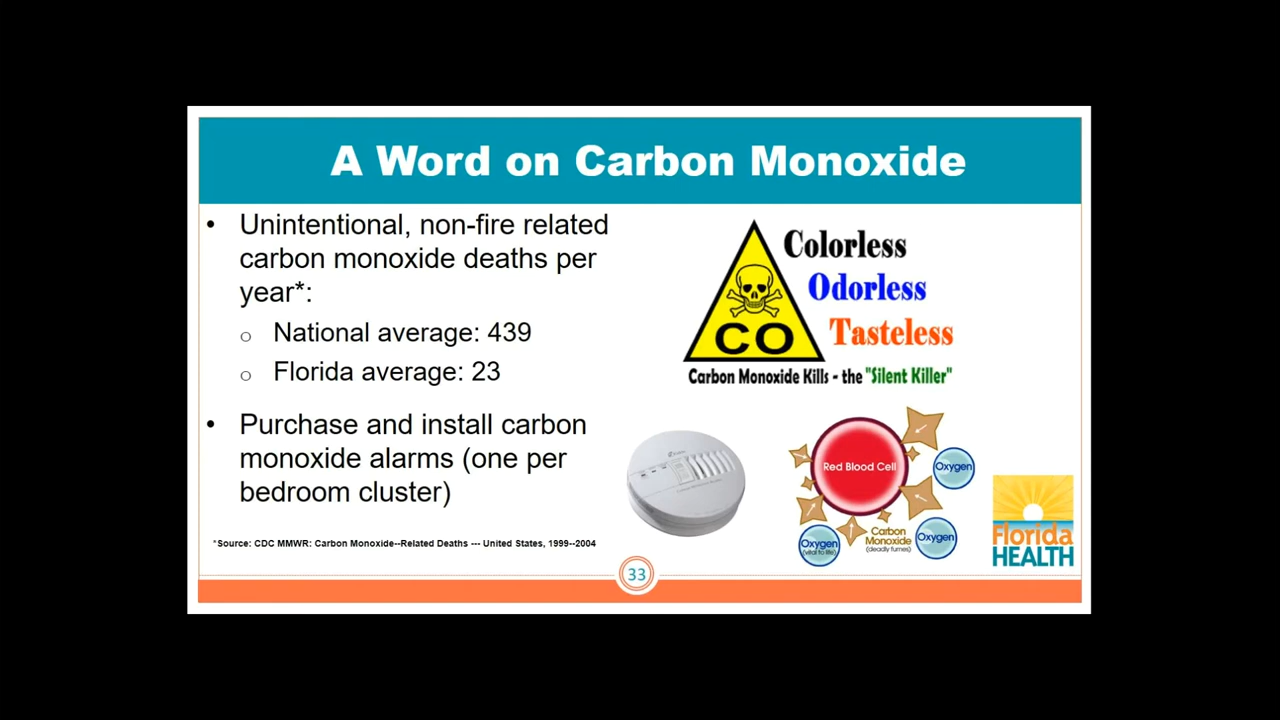 A Word on Carbon Monoxide
• Unintentional, non-fire related
carbon monoxide deaths per
year*:
o National average: 439
o Florida average: 23
• Purchase and install carbon
monoxide alarms (one per
bedroom cluster)
*Source: CDC MMWR: Carbon Monoxide--Related Deaths --- United States, 1999--2004
Colorless
Odorless
Tasteless
CO
Carbon Monoxide Kills - the "Silent Killer"
Red Blood Cell
Oxygen
Oxygen
(vital to life)
Carbon
Monoxide
(deadly fumes)
Oxygen
Florida
HEALTH
33